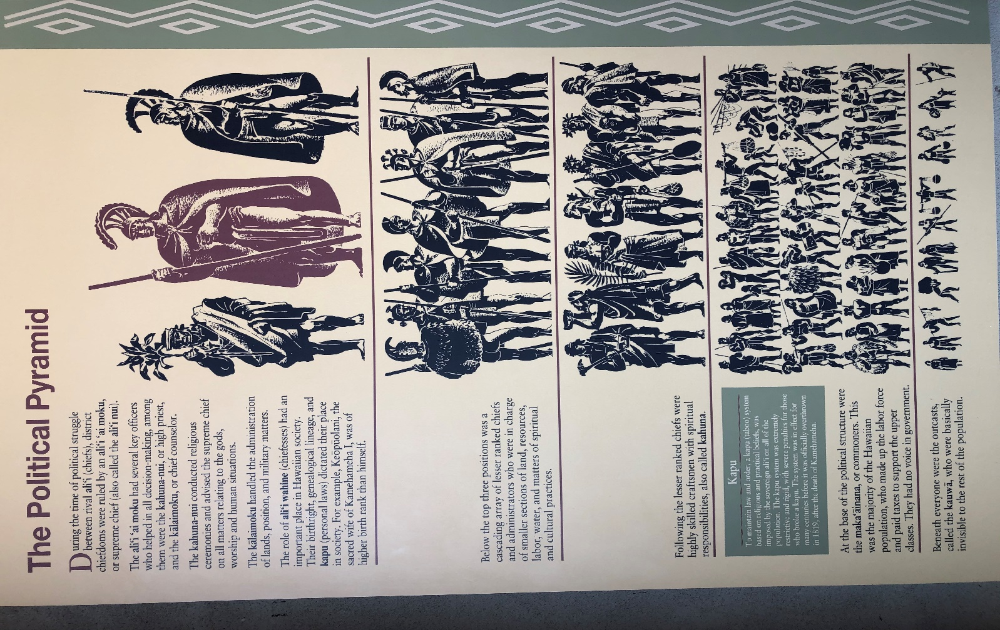 The Political Pyramid
During the time of political struggle
between rival ali‘i (chiefs), district
chiefdoms were ruled by an ali‘i ‘ai moku,
or supreme chief (also called the ali‘i nui).
The ali‘i ‘ai moku had several key officers
who helped in all decision-making, among
them were the kahuna-nui, or high priest,
and the kālaimoku, or chief counselor.
The kahuna-nui conducted religious
ceremonies and advised the supreme chief
on all matters relating to the gods,
worship and human situations.
The kālaimoku handled the administration
of lands, position, and military matters.
The role of ali‘i wahine (chiefesses) had an
important place in Hawaiian society.
Their birthright, genealogical lineage, and
kapu (personal laws) dictated their place
in society. For example, Keōpūolani, the
sacred wife of Kamehameha I, was of
higher birth rank than himself.
Below the top three positions was a
cascading array of lesser ranked chiefs
and administrators who were in charge
of smaller sections of land, resources,
labor, water, and matters of spiritual
and cultural practices.
Following the lesser ranked chiefs were
highly skilled craftsmen with spiritual
responsibilities, also called kahuna.
Kapu
To maintain law and order, a kapu (taboo) system
based on religious and practical beliefs, was
imposed by the sovereign ali‘i on all of the
population. The kapu system was extremely
restrictive and rigid, with severe penalties for those
who broke a kapu. The system was in effect for
many centuries before it was officially overthrown
in 1819, after the death of Kamehameha.
At the base of the political structure were
the maka‘āinana, or commoners. This
was the majority of the Hawaiian
population, who made up the labor force
and paid taxes to support the upper
classes. They had no voice in government.
Beneath everyone were the outcasts,
called the kauwā, who were basically
invisible to the rest of the population.